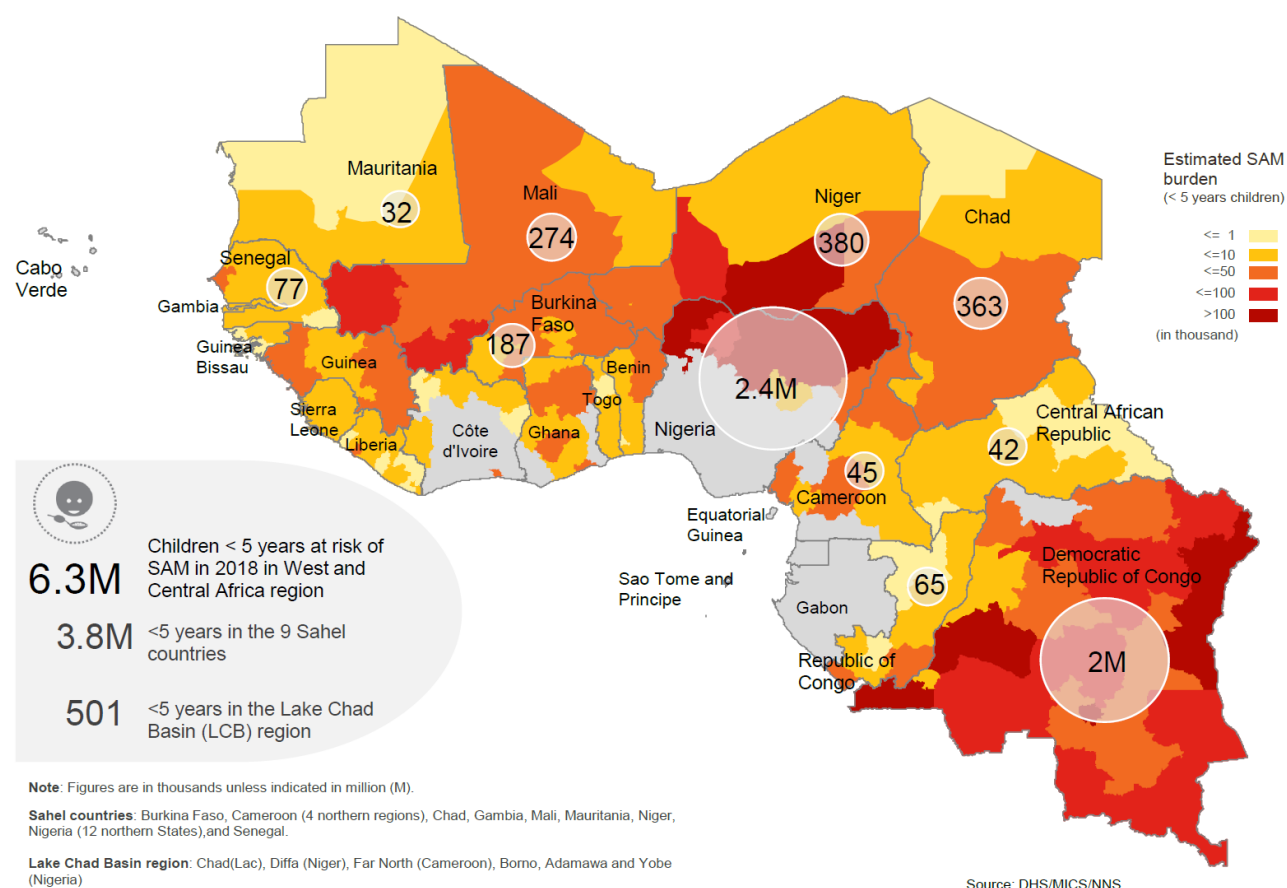 Mauritania
32
Mali
274
Niger
380
Chad
363
Estimated SAM
burden
(< 5 years children)
<= 1
<=10
<=50
<=100
>100
(in thousand)
Cabo
Verde
Senegal
77
Gambia
Guinea
Bissau
Guinea
Burkina
Faso
187
Benin
Togo
Sierra
Leone
Liberia
Côte
d'Ivoire
Ghana
Nigeria
2.4M
Central African
Republic
42
45
Cameroon
Equatorial
Guinea
Sao Tome and
Principe
Gabon
65
Republic of
Congo
Democratic
Republic of Congo
2M
6.3M
Children < 5 years at risk of
SAM in 2018 in West and
Central Africa region
3.8M
<5 years in the 9 Sahel
countries
501
<5 years in the Lake Chad
Basin (LCB) region
Note: Figures are in thousands unless indicated in million (M).
Sahel countries: Burkina Faso, Cameroon (4 northern regions), Chad, Gambia, Mali, Mauritania, Niger,
Nigeria (12 northern States),and Senegal.
Lake Chad Basin region: Chad(Lac), Diffa (Niger), Far North (Cameroon), Borno, Adamawa and Yobe
(Nigeria)
Source: DHS/MICS/NNS